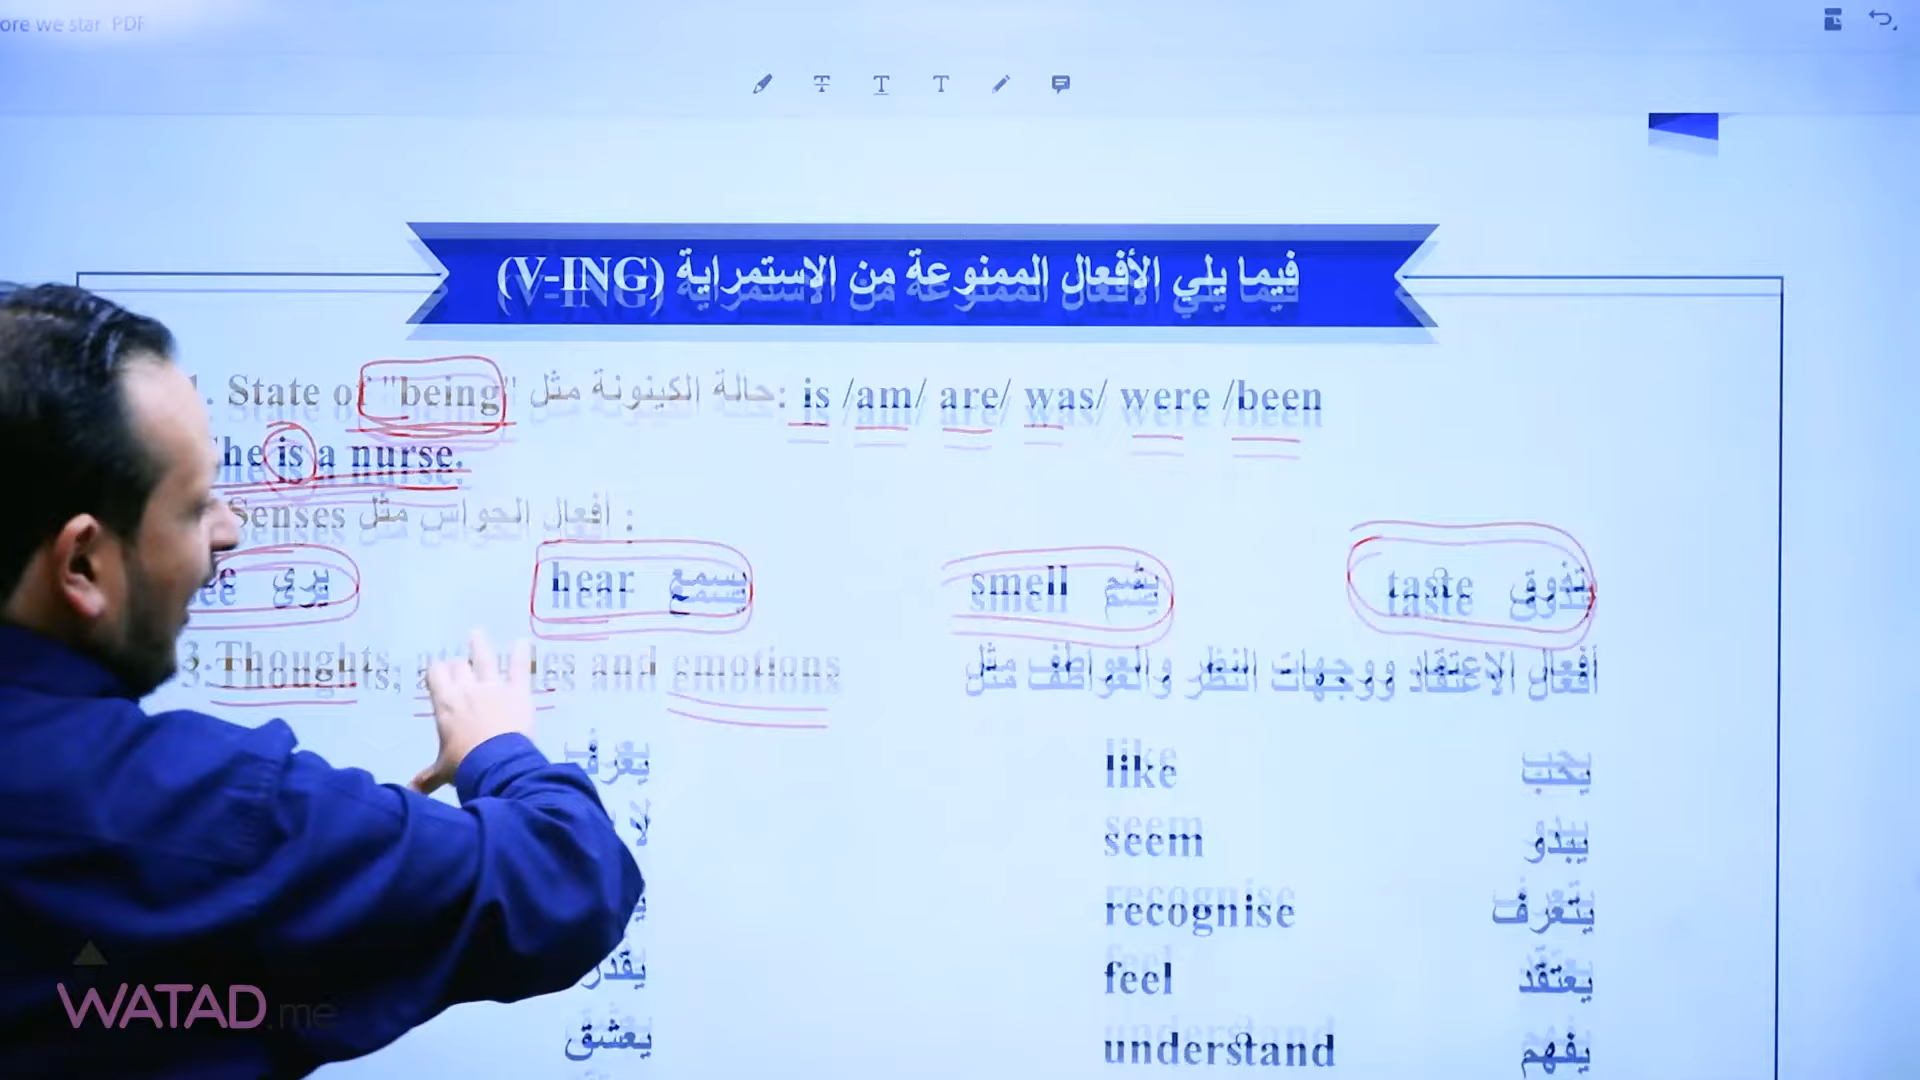 ore we star PDF
فيما يلي الأفعال الممنوعة من الاستمراية (V-ING)
. State of "being" حالة الكينونة مثل: is /am/ are/ was/ were /been
he is a nurse.
Senses أفعال الحواس مثل :
ee يرى hear يسمع smell يشم taste يتذوق
3.Thoughts, and emotions أفعال الاعتقاد ووجهات النظر والعواطف مثل
يعرف like يحب
seem يبدو
recognise يتعرف
يقدر feel يعتقد
يعشق understand يفهم
WATAD.me